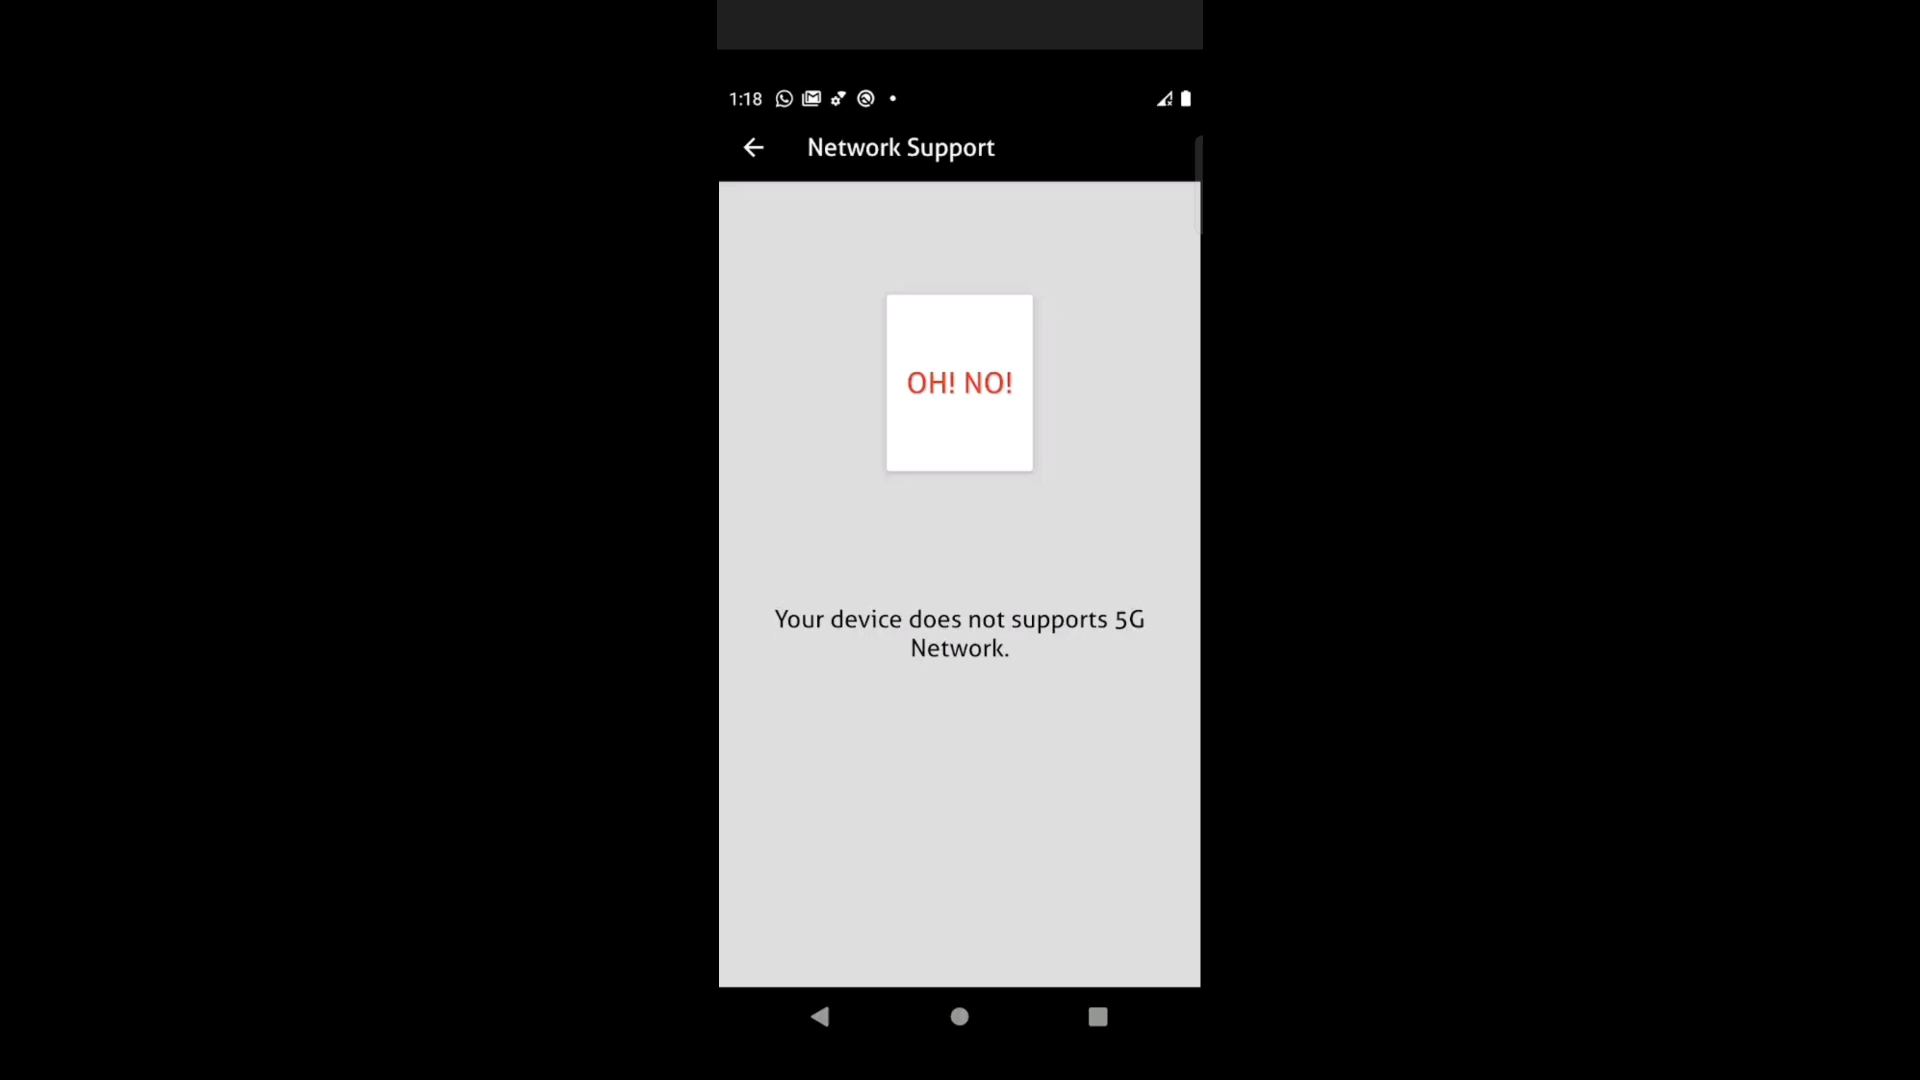 1:18
Network Support
OH! NO!
Your device does not supports 5G
Network.